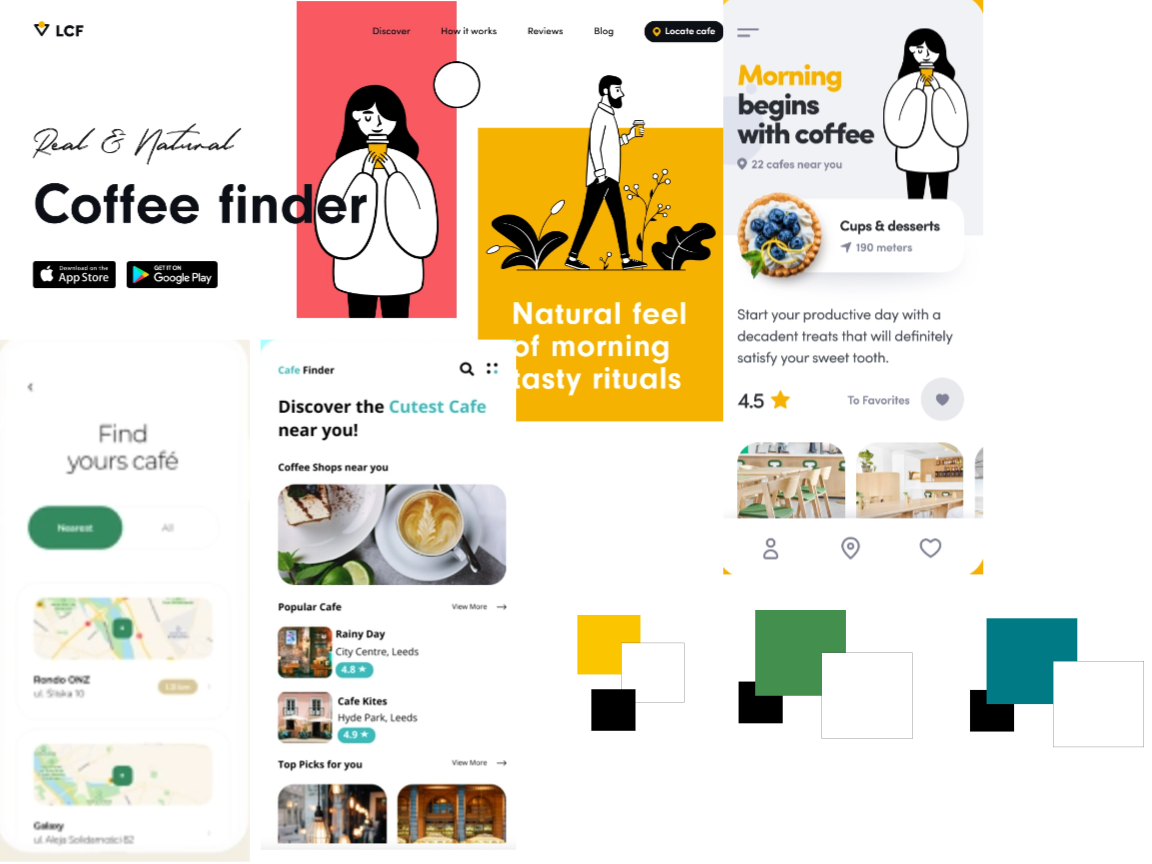 LCF
Discover
How it works
Reviews
Blog
Locate cafe
Real & Natural
Coffee finder
Download on the
App Store
GET IT ON
Google Play
Natural feel
of morning
tasty rituals
Morning
begins
with coffee
22 cafes near you
Cups & desserts
190 meters
Start your productive day with a
decadent treats that will definitely
satisfy your sweet tooth.
4.5
To Favorites
Find
yours café
Nearest
All
Rondo ONZ
ul. Śliska 10
Galaxy
ul. Aleja Solidarności 82
Cafe Finder
Discover the Cutest Cafe
near you!
Coffee Shops near you
Popular Cafe
View More
Rainy Day
City Centre, Leeds
4.8
Cafe Kites
Hyde Park, Leeds
4.9
Top Picks for you
View More